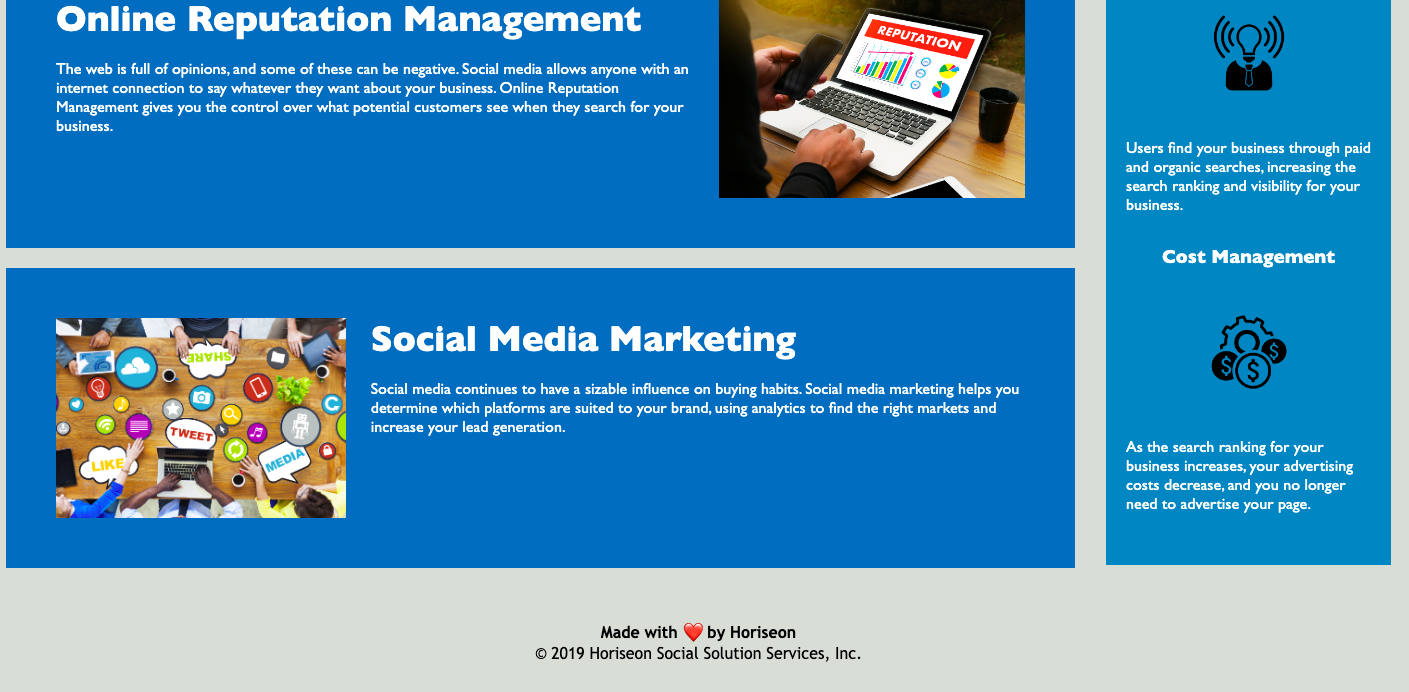 Online Reputation Management
The web is full of opinions, and some of these can be negative. Social media allows anyone with an
internet connection to say whatever they want about your business. Online Reputation
Management gives you the control over what potential customers see when they search for your
business.
REPUTATION
Social Media Marketing
Social media continues to have a sizable influence on buying habits. Social media marketing helps you
determine which platforms are suited to your brand, using analytics to find the right markets and
increase your lead generation.
SHARE
TWEET
LIKE
MEDIA
Users find your business through paid
and organic searches, increasing the
search ranking and visibility for your
business.
Cost Management
$
$
$
As the search ranking for your
business increases, your advertising
costs decrease, and you no longer
need to advertise your page.
Made with ❤️ by Horiseon
© 2019 Horiseon Social Solution Services, Inc.